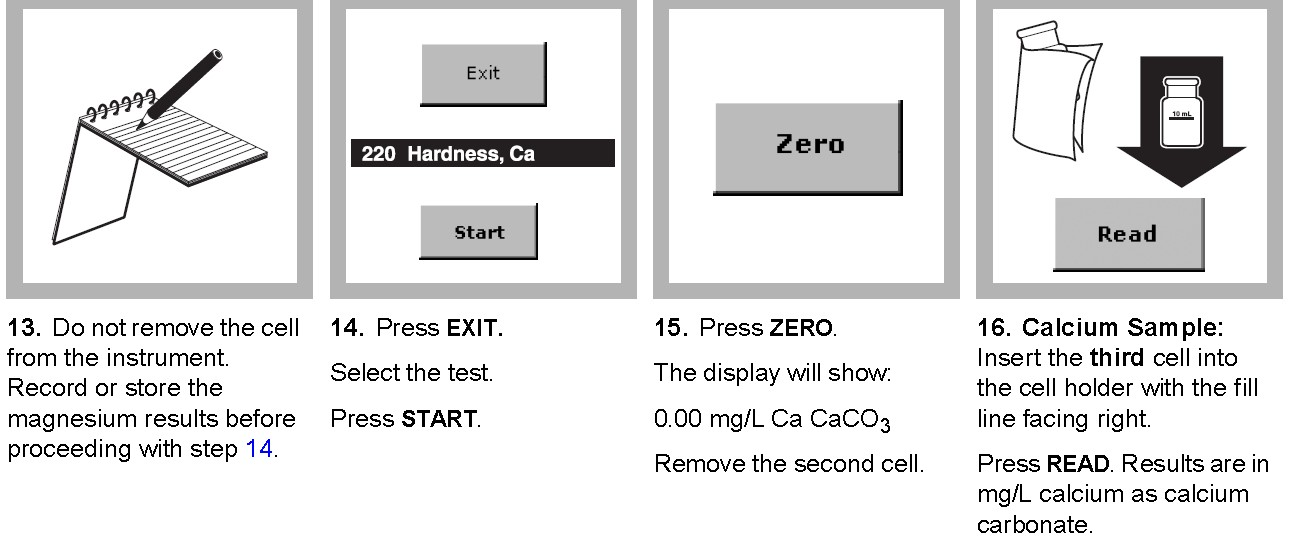 Exit
220 Hardness, Ca
Start
Zero
10 mL
Read
13. Do not remove the cell
from the instrument.
Record or store the
magnesium results before
proceeding with step 14.
14. Press EXIT.
Select the test.
Press START.
15. Press ZERO.
The display will show:
0.00 mg/L Ca CaCO3
Remove the second cell.
16. Calcium Sample:
Insert the third cell into
the cell holder with the fill
line facing right.
Press READ. Results are in
mg/L calcium as calcium
carbonate.